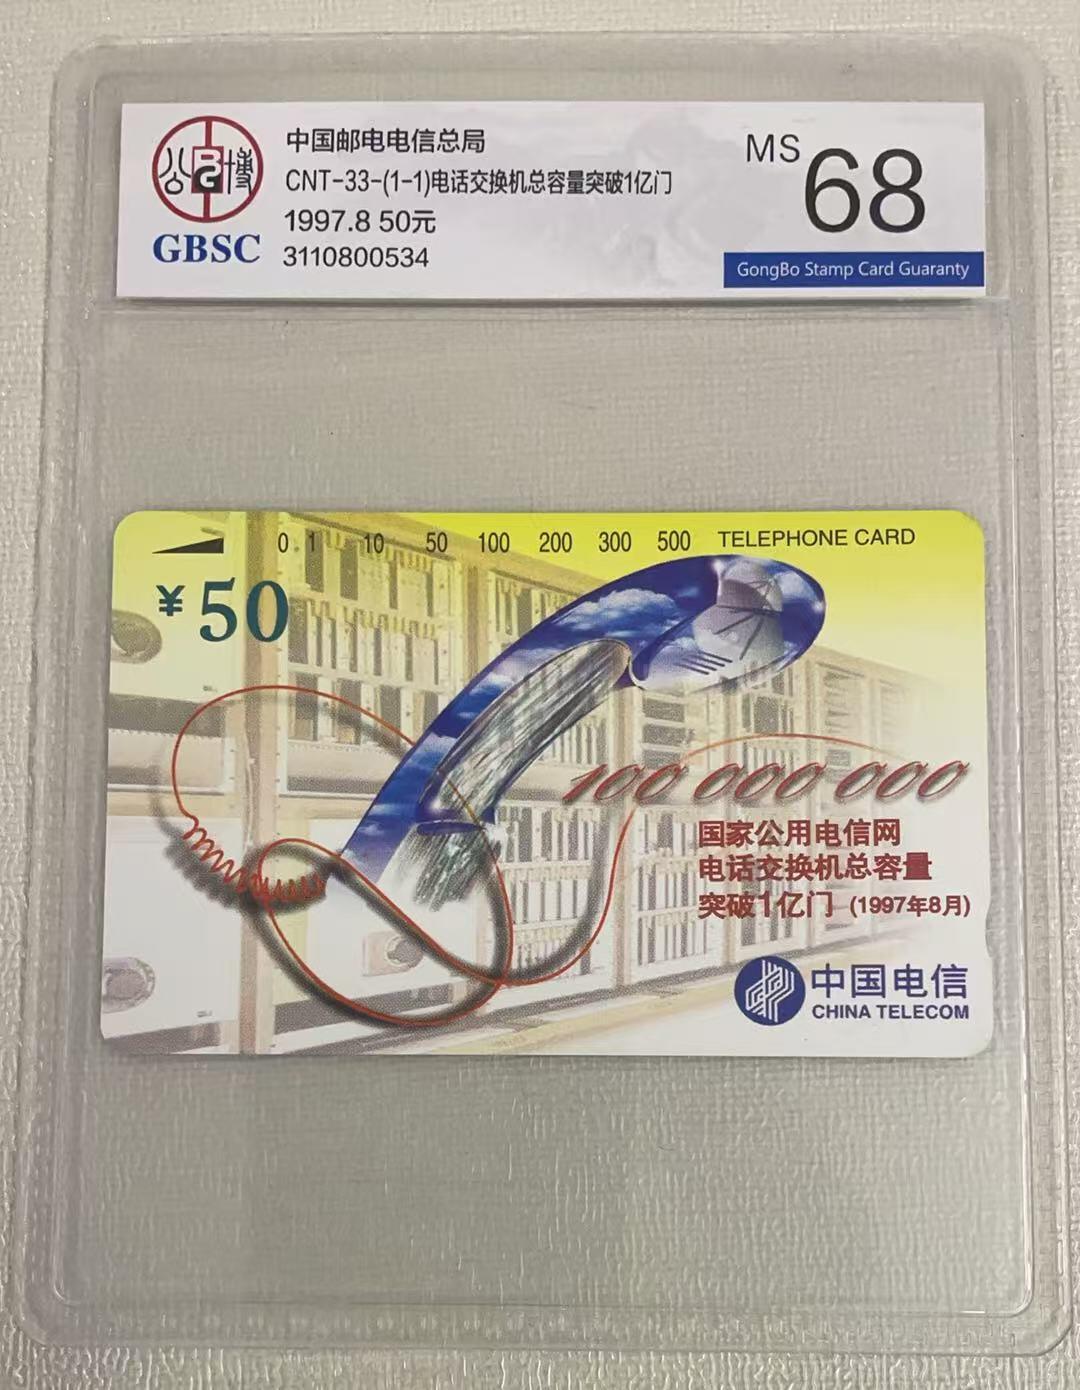 公博
BG
GBSC
中国邮电电信总局
CNT-33-(1-1)电话交换机总容量突破1亿门
1997.8 50元
3110800534
MS 68
GongBo Stamp Card Guaranty
0 1 10 50 100 200 300 500 TELEPHONE CARD
¥50
100 000 000
国家公用电信网
电话交换机总容量
突破1亿门 (1997年8月)
中国电信
CHINA TELECOM